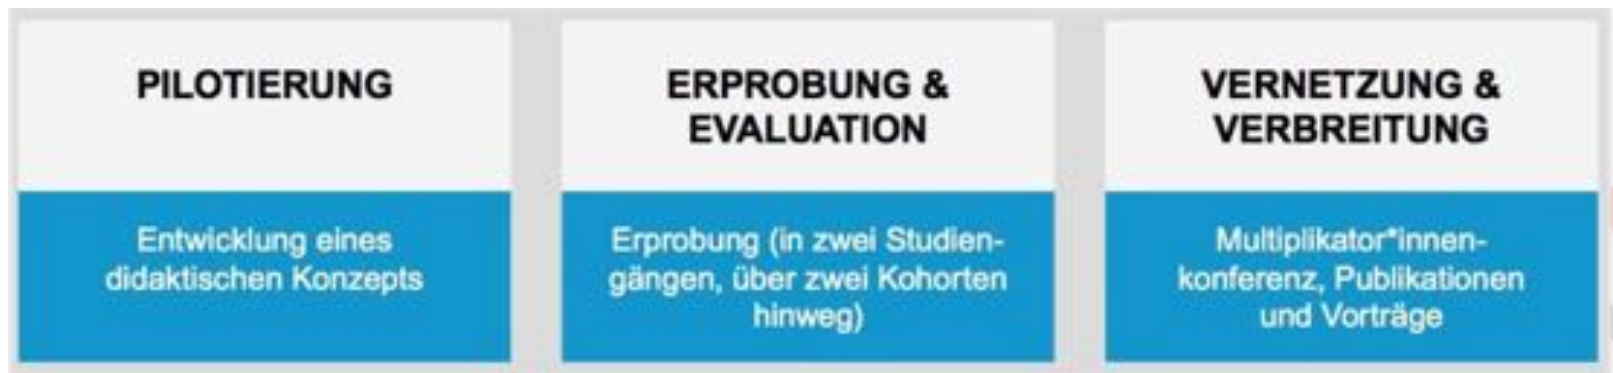 PILOTIERUNG
Entwicklung eines
didaktischen Konzepts
ERPROBUNG &
EVALUATION
Erprobung (in zwei Studien-
gängen, über zwei Kohorten
hinweg)
VERNETZUNG &
VERBREITUNG
Multiplikator*innen-
konferenz, Publikationen
und Vorträge